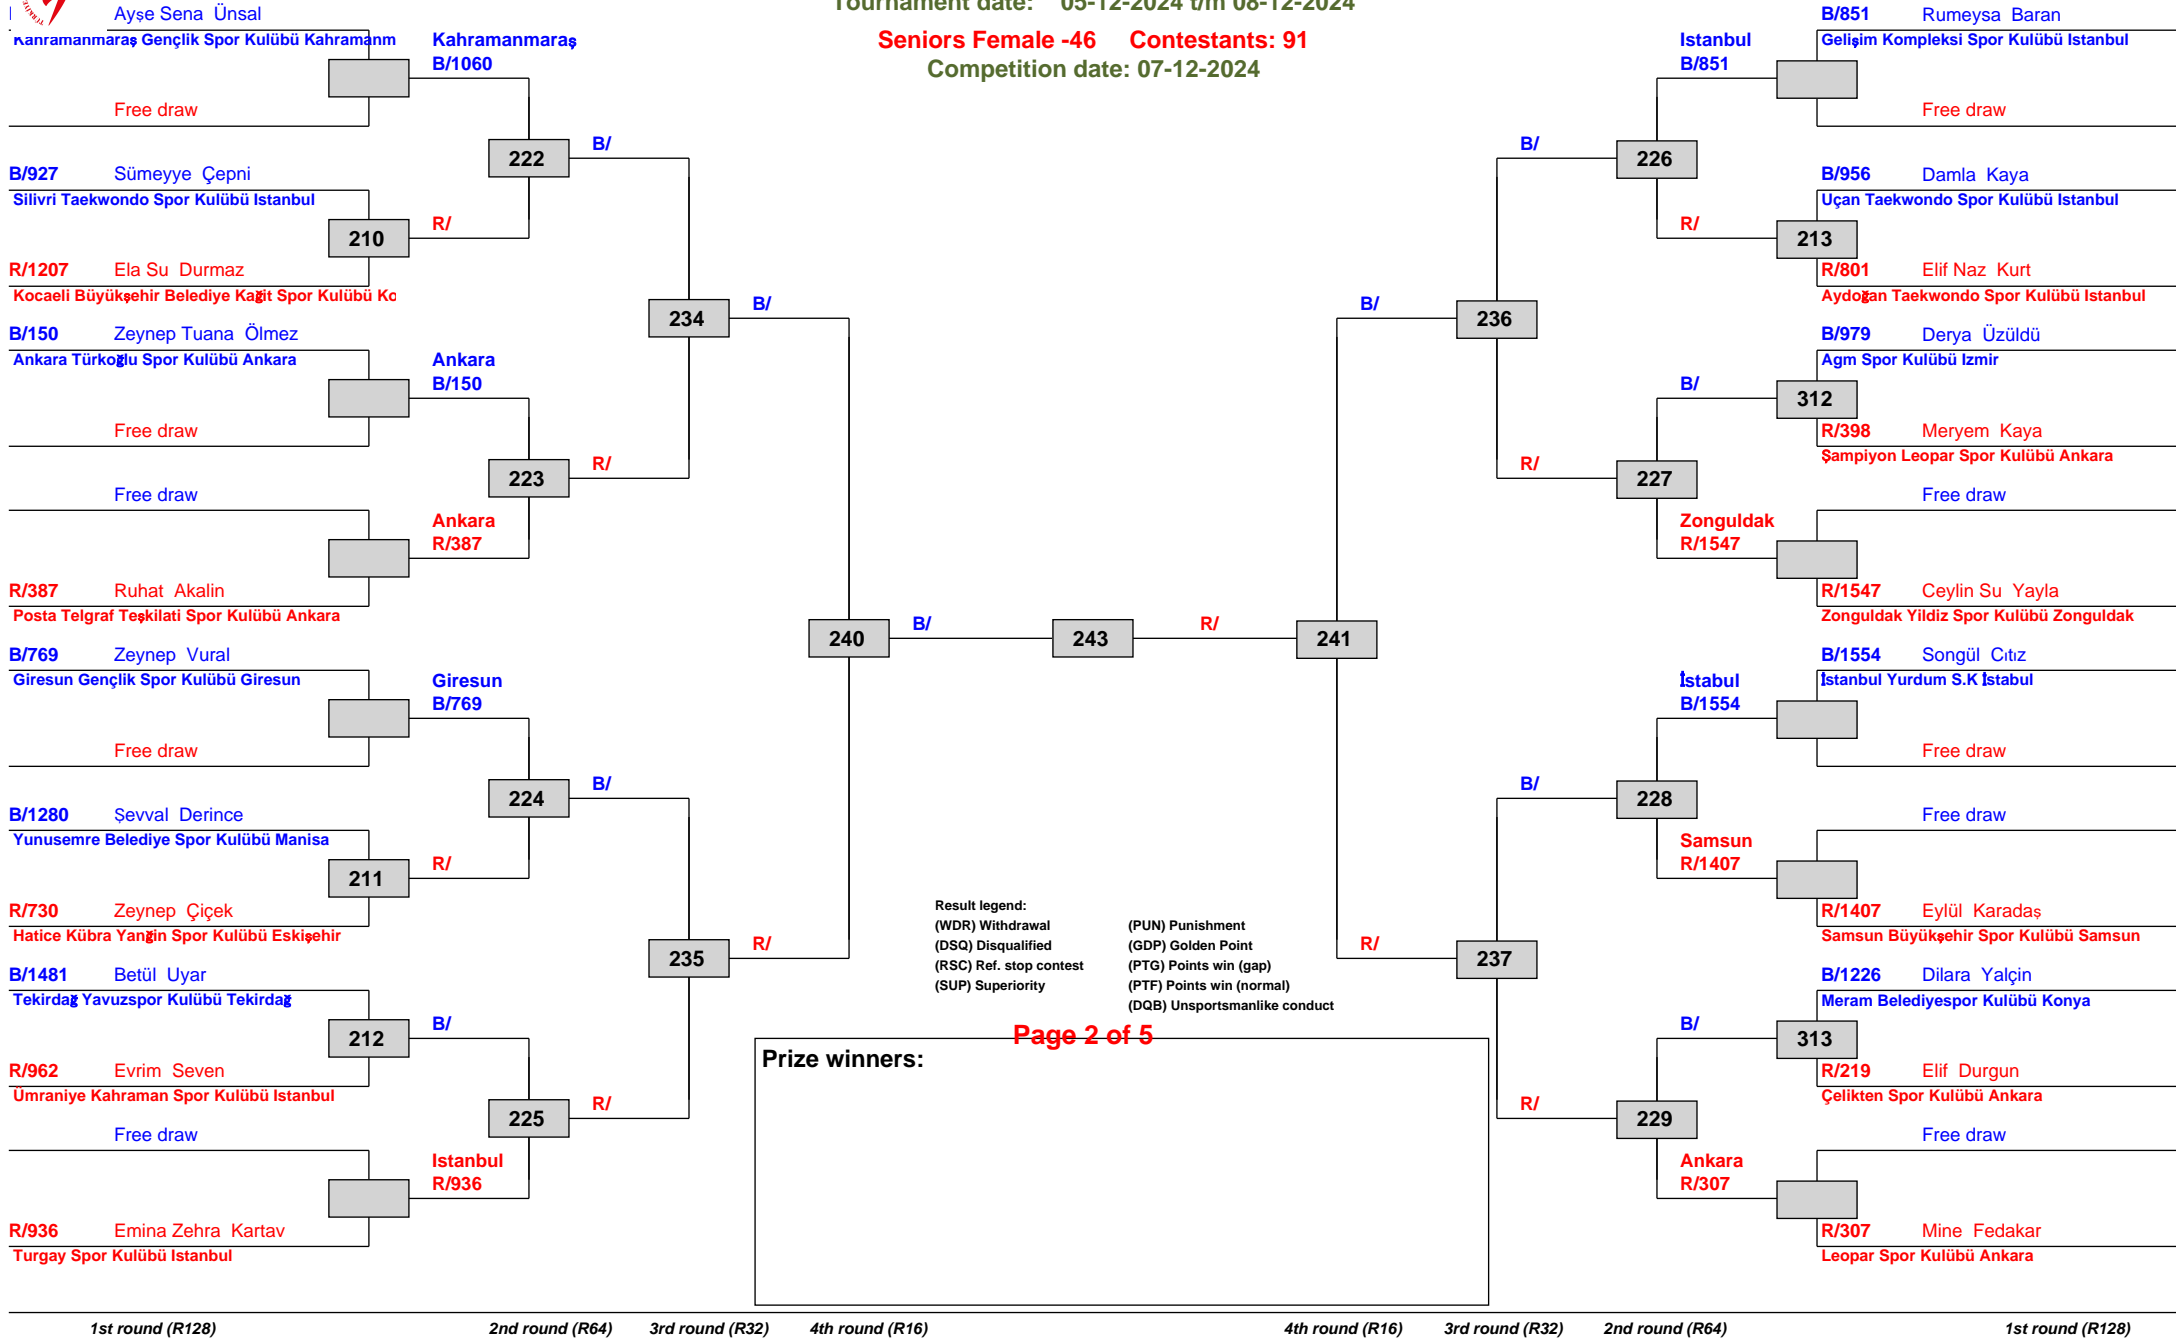 Tournament date: 05-12-2024 t/m 08-12-2024
Seniors Female -46 Contestants: 91
Competition date: 07-12-2024
Ayşe Sena Ünsal
Kahramanmaraş Gençlik Spor Kulübü Kahramanm
Kahramanmaraş
B/1060
Free draw
222
B/
B/927 Sümeyye Çepni
Silivri Taekwondo Spor Kulübü Istanbul
210
R/
R/1207 Ela Su Durmaz
Kocaeli Büyükşehir Belediye Kağit Spor Kulübü Ko
234
B/
B/150 Zeynep Tuana Ölmez
Ankara Türkoğlu Spor Kulübü Ankara
Ankara
B/150
Free draw
223
R/
Free draw
Ankara
R/387
R/387 Ruhat Akalin
Posta Telgraf Teşkilati Spor Kulübü Ankara
240
B/
243
R/
241
B/769 Zeynep Vural
Giresun Gençlik Spor Kulübü Giresun
Giresun
B/769
Free draw
224
B/
B/1280 Şevval Derince
Yunusemre Belediye Spor Kulübü Manisa
211
R/
R/730 Zeynep Çiçek
Hatice Kübra Yangin Spor Kulübü Eskişehir
235
R/
B/1481 Betül Uyar
Tekirdağ Yavuzspor Kulübü Tekirdağ
212
B/
R/962 Evrim Seven
Ümraniye Kahraman Spor Kulübü Istanbul
225
R/
Free draw
Istanbul
R/936
R/936 Emina Zehra Kartav
Turgay Spor Kulübü Istanbul
B/851 Rumeysa Baran
Gelişim Kompleksi Spor Kulübü Istanbul
Istanbul
B/851
Free draw
B/
226
B/956 Damla Kaya
Uçan Taekwondo Spor Kulübü Istanbul
R/
213
R/801 Elif Naz Kurt
Aydoğan Taekwondo Spor Kulübü Istanbul
B/
236
B/979 Derya Üzüldü
Agm Spor Kulübü Izmir
B/
312
R/398 Meryem Kaya
Şampiyon Leopar Spor Kulübü Ankara
R/
227
Free draw
Zonguldak
R/1547
R/1547 Ceylin Su Yayla
Zonguldak Yildiz Spor Kulübü Zonguldak
B/1554 Songül Cıtız
İstanbul Yurdum S.K İstabul
İstabul
B/1554
Free draw
B/
228
Free draw
Samsun
R/1407
R/1407 Eylül Karadaş
Samsun Büyükşehir Spor Kulübü Samsun
R/
237
B/1226 Dilara Yalçin
Meram Belediyespor Kulübü Konya
B/
313
R/219 Elif Durgun
Çelikten Spor Kulübü Ankara
R/
229
Free draw
Ankara
R/307
R/307 Mine Fedakar
Leopar Spor Kulübü Ankara
Result legend:
(WDR) Withdrawal (PUN) Punishment
(DSQ) Disqualified (GDP) Golden Point
(RSC) Ref. stop contest (PTG) Points win (gap)
(SUP) Superiority (PTF) Points win (normal)
(DQB) Unsportsmanlike conduct
Page 2 of 5
Prize winners:
1st round (R128) 2nd round (R64) 3rd round (R32) 4th round (R16) 4th round (R16) 3rd round (R32) 2nd round (R64) 1st round (R128)